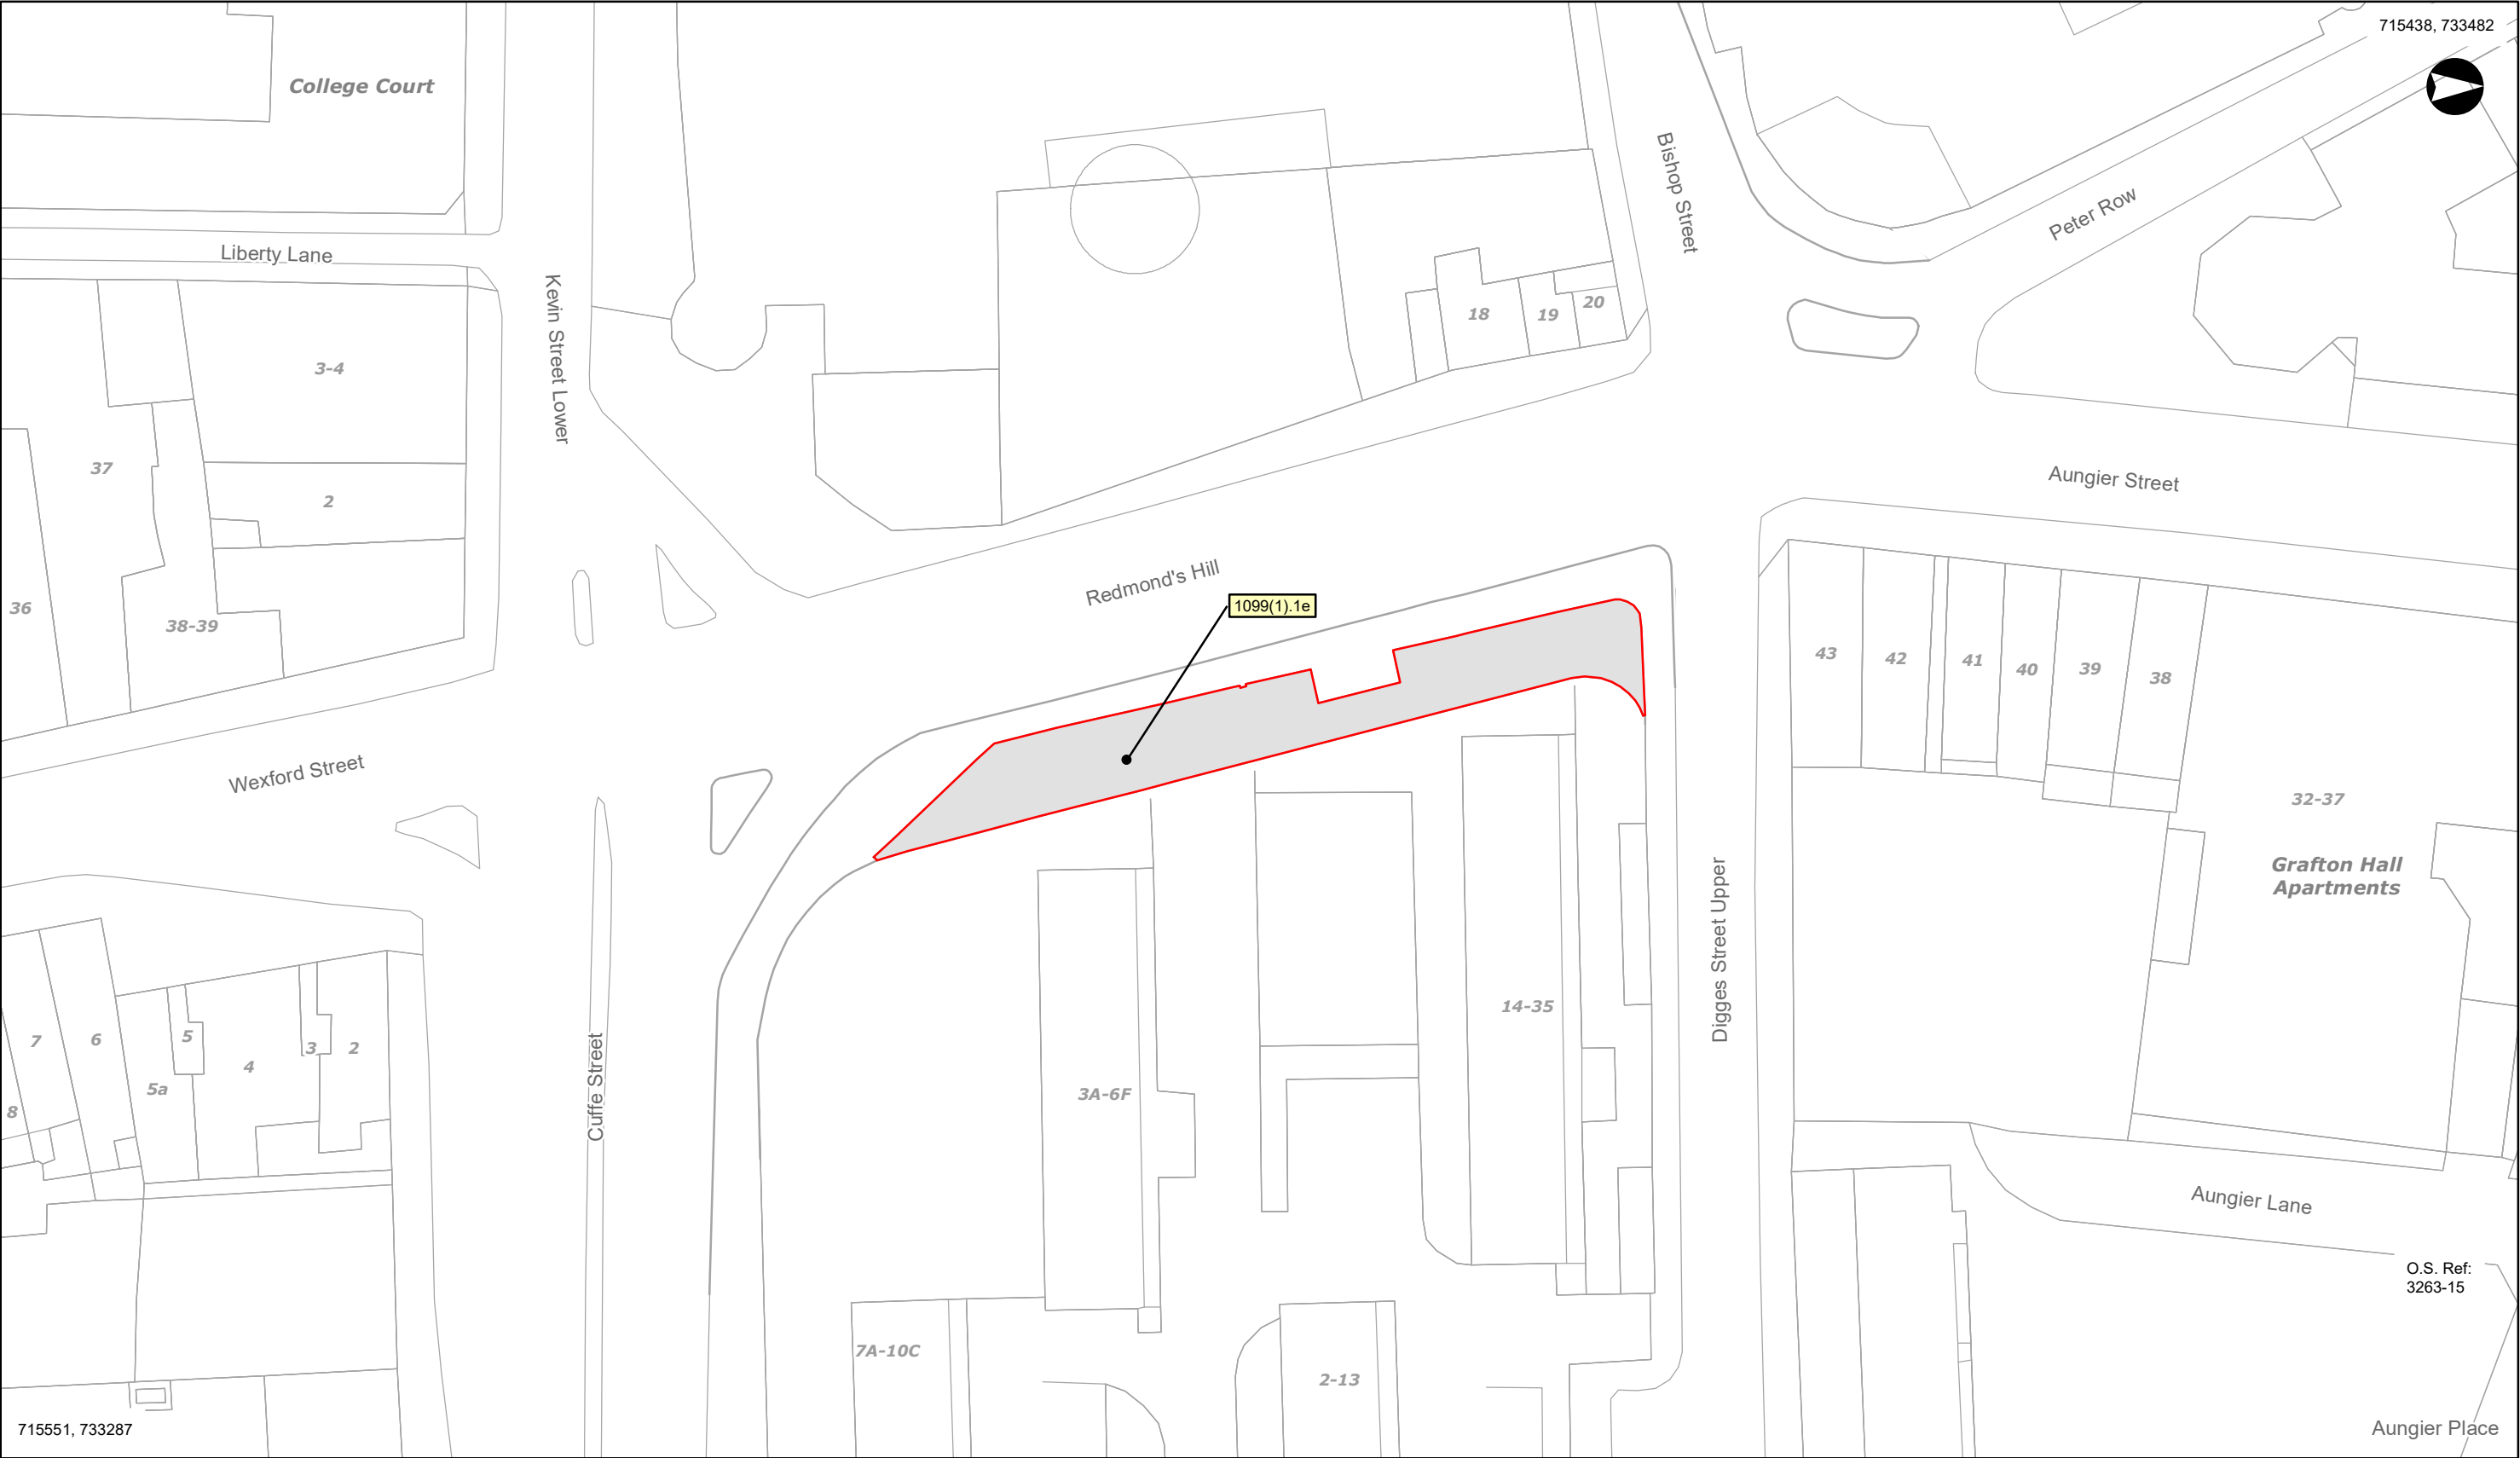 715438, 733482
College Court
Bishop Street
Peter Row
Liberty Lane
Kevin Street Lower
18
19
20
3-4
37
2
Aungier Street
36
38-39
Redmond's Hill
1099(1).1e
43
42
41
40
39
38
Wexford Street
32-37
Grafton Hall
Apartments
7
6
5
5a
4
3
2
8
Cuffe Street
3A-6F
14-35
Digges Street Upper
Aungier Lane
O.S. Ref:
3263-15
7A-10C
2-13
715551, 733287
Aungier Place